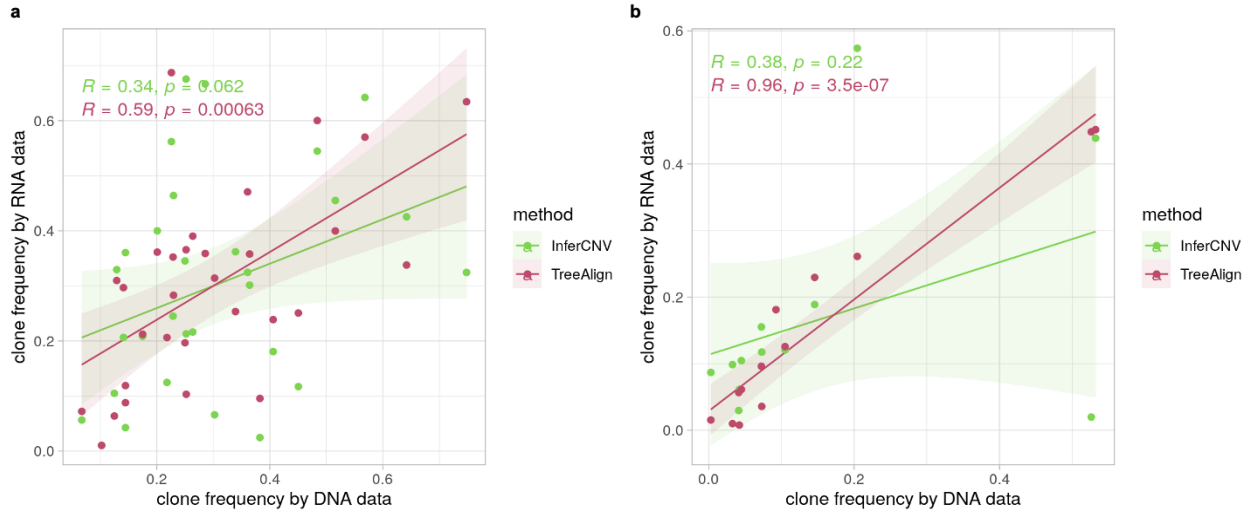 a
R = 0.34, p = 0.062
R = 0.59, p = 0.00063
0.6
0.4
0.2
0.0
0.2
0.4
0.6
clone frequency by RNA data
clone frequency by DNA data
method
a InferCNV
a TreeAlign
b
R = 0.38, p = 0.22
R = 0.96, p = 3.5e-07
0.6
0.4
0.2
0.0
0.0
0.2
0.4
clone frequency by RNA data
clone frequency by DNA data
method
a InferCNV
a TreeAlign